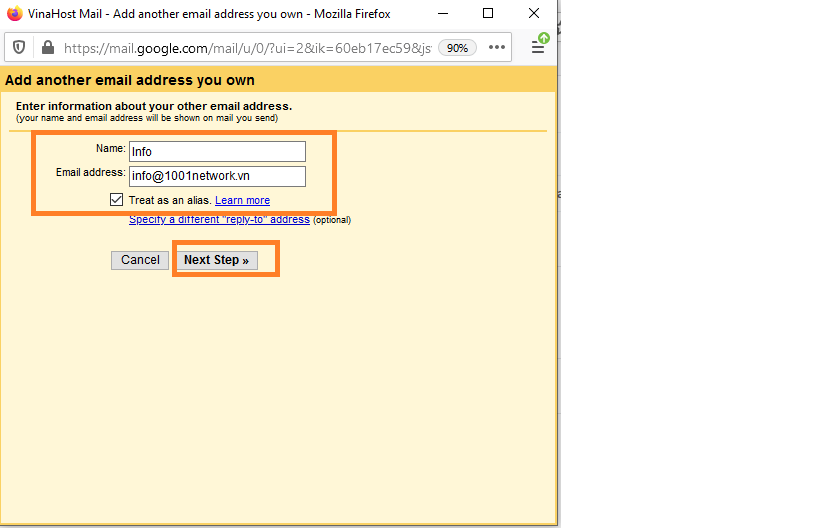 VinaHost Mail - Add another email address you own - Mozilla Firefox
https://mail.google.com/mail/u/0/?ui=2&ik=60eb17ec59&js
90%
Add another email address you own
Enter information about your other email address.
(your name and email address will be shown on mail you send)
Name: Info
Email address: info@1001network.vn
Treat as an alias. Learn more
Specify a different "reply-to" address (optional)
Cancel Next Step »